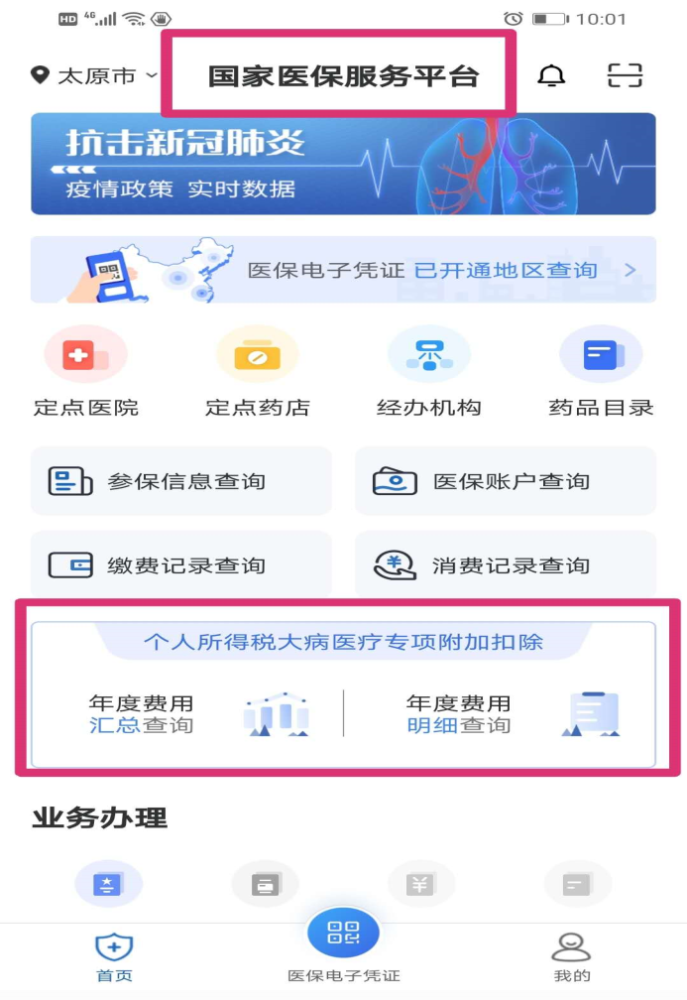 HD 46 10:01
太原市 国家医保服务平台
抗击新冠肺炎
疫情政策 实时数据
医保电子凭证 已开通地区查询 >
定点医院 定点药店 经办机构 药品目录
参保信息查询 医保账户查询
缴费记录查询 消费记录查询
个人所得税大病医疗专项附加扣除
年度费用 年度费用
汇总查询 明细查询
业务办理
首页 医保电子凭证 我的